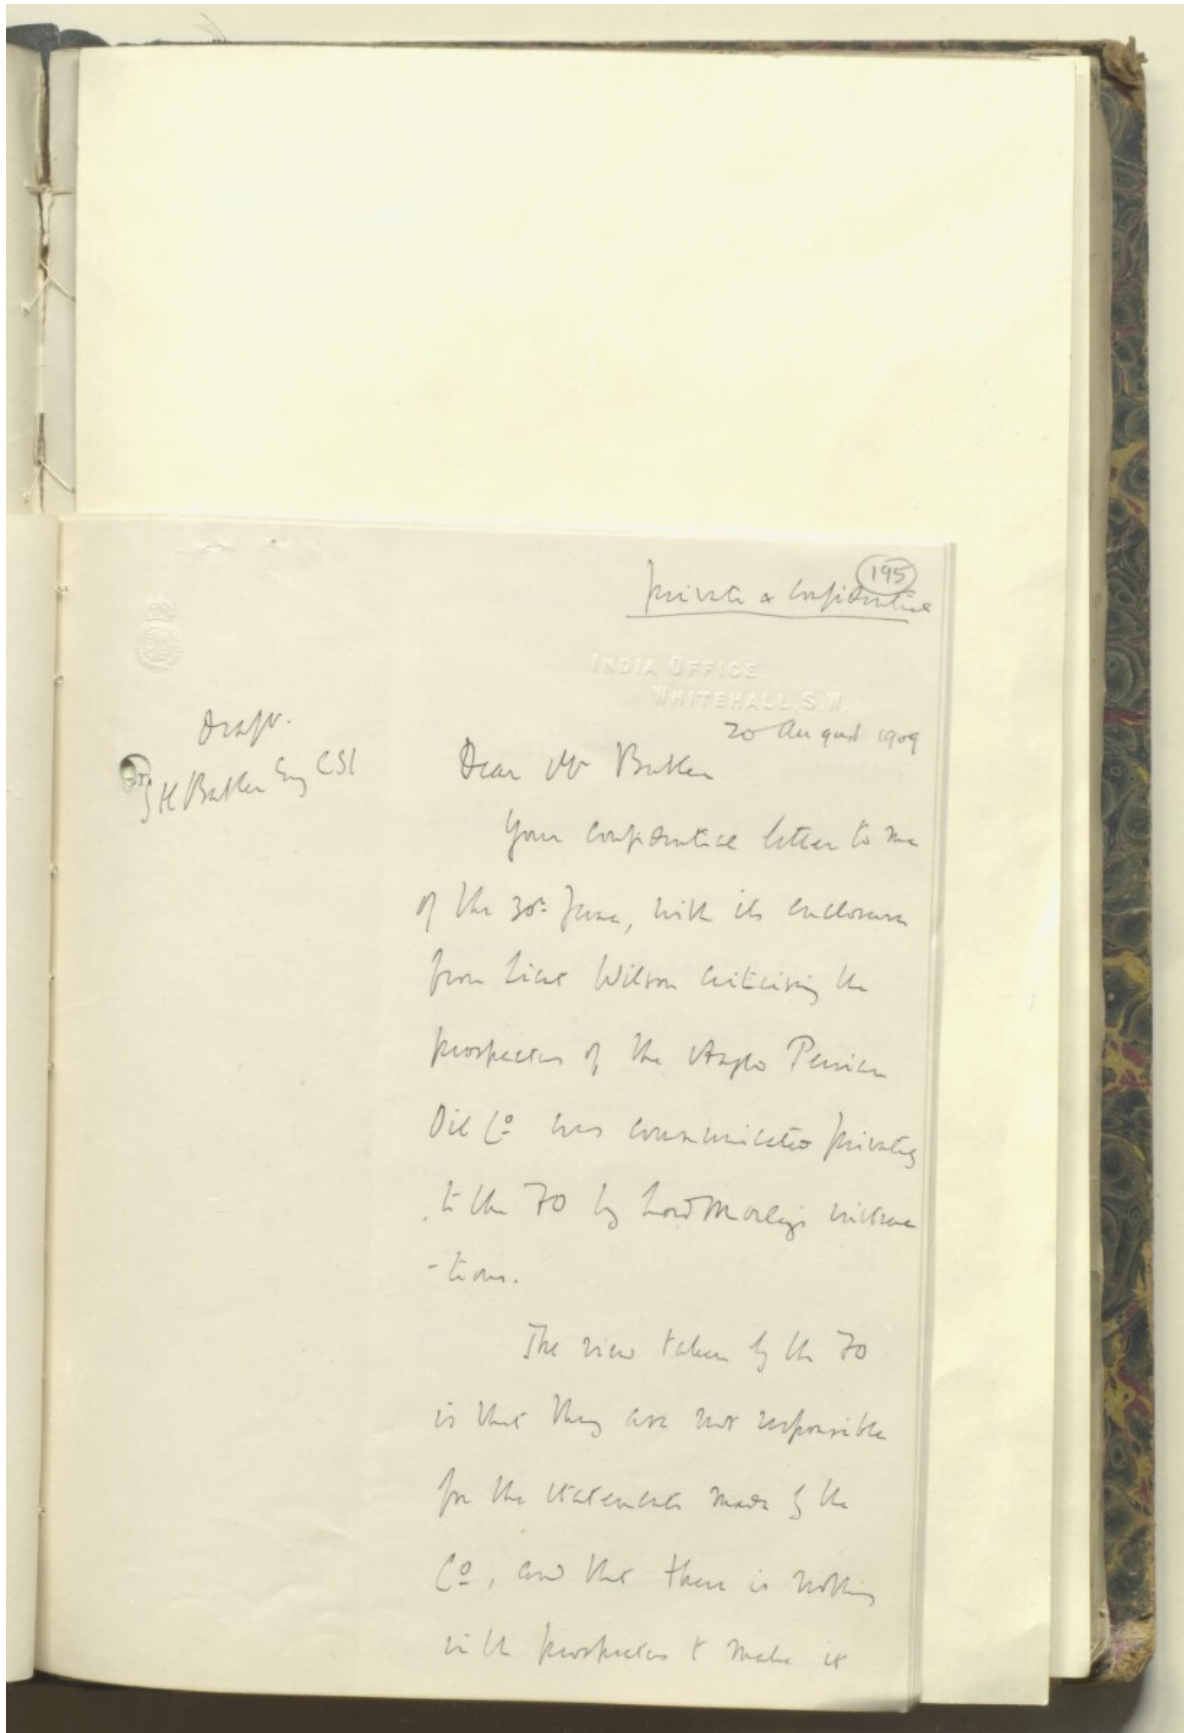 195
Private & Confidential
INDIA OFFICE,
WHITEHALL S.W.
20 August 1909
Draft.
S H Butler Esq CSI
Dear Mr Butler
Your confidential letter to me
of the 30th June, with its enclosure
from Lieut Wilson criticising the
prospectus of the Anglo Persian
Oil Co was communicated privately
to the FO by Lord Morley's instruc
-tions.
The view taken by the FO
is that they are not responsible
for the statements made by the
Co, and that there is nothing
in the prospectus to make it